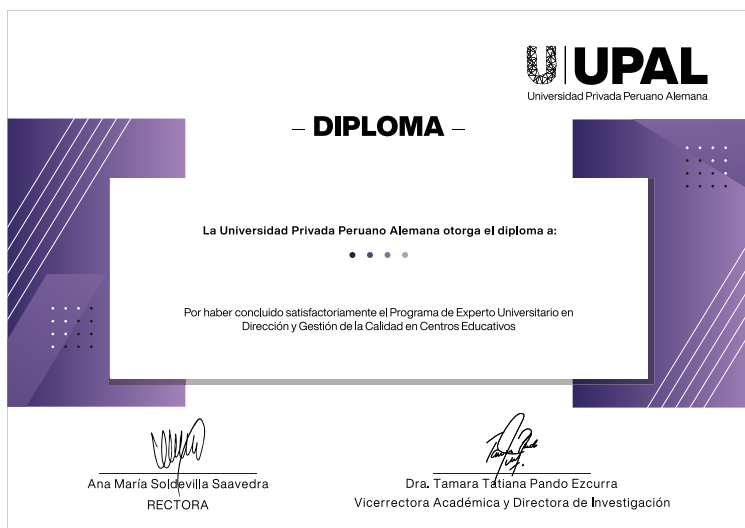 UPAL
Universidad Privada Peruano Alemana
DIPLOMA
La Universidad Privada Peruano Alemana otorga el diploma a:
Por haber concluido satisfactoriamente el Programa de Experto Universitario en
Dirección y Gestión de la Calidad en Centros Educativos
Ana María Soldevilla Saavedra
RECTORA
Dra. Tamara Tatiana Pando Ezcurra
Vicerrectora Académica y Directora de Investigación